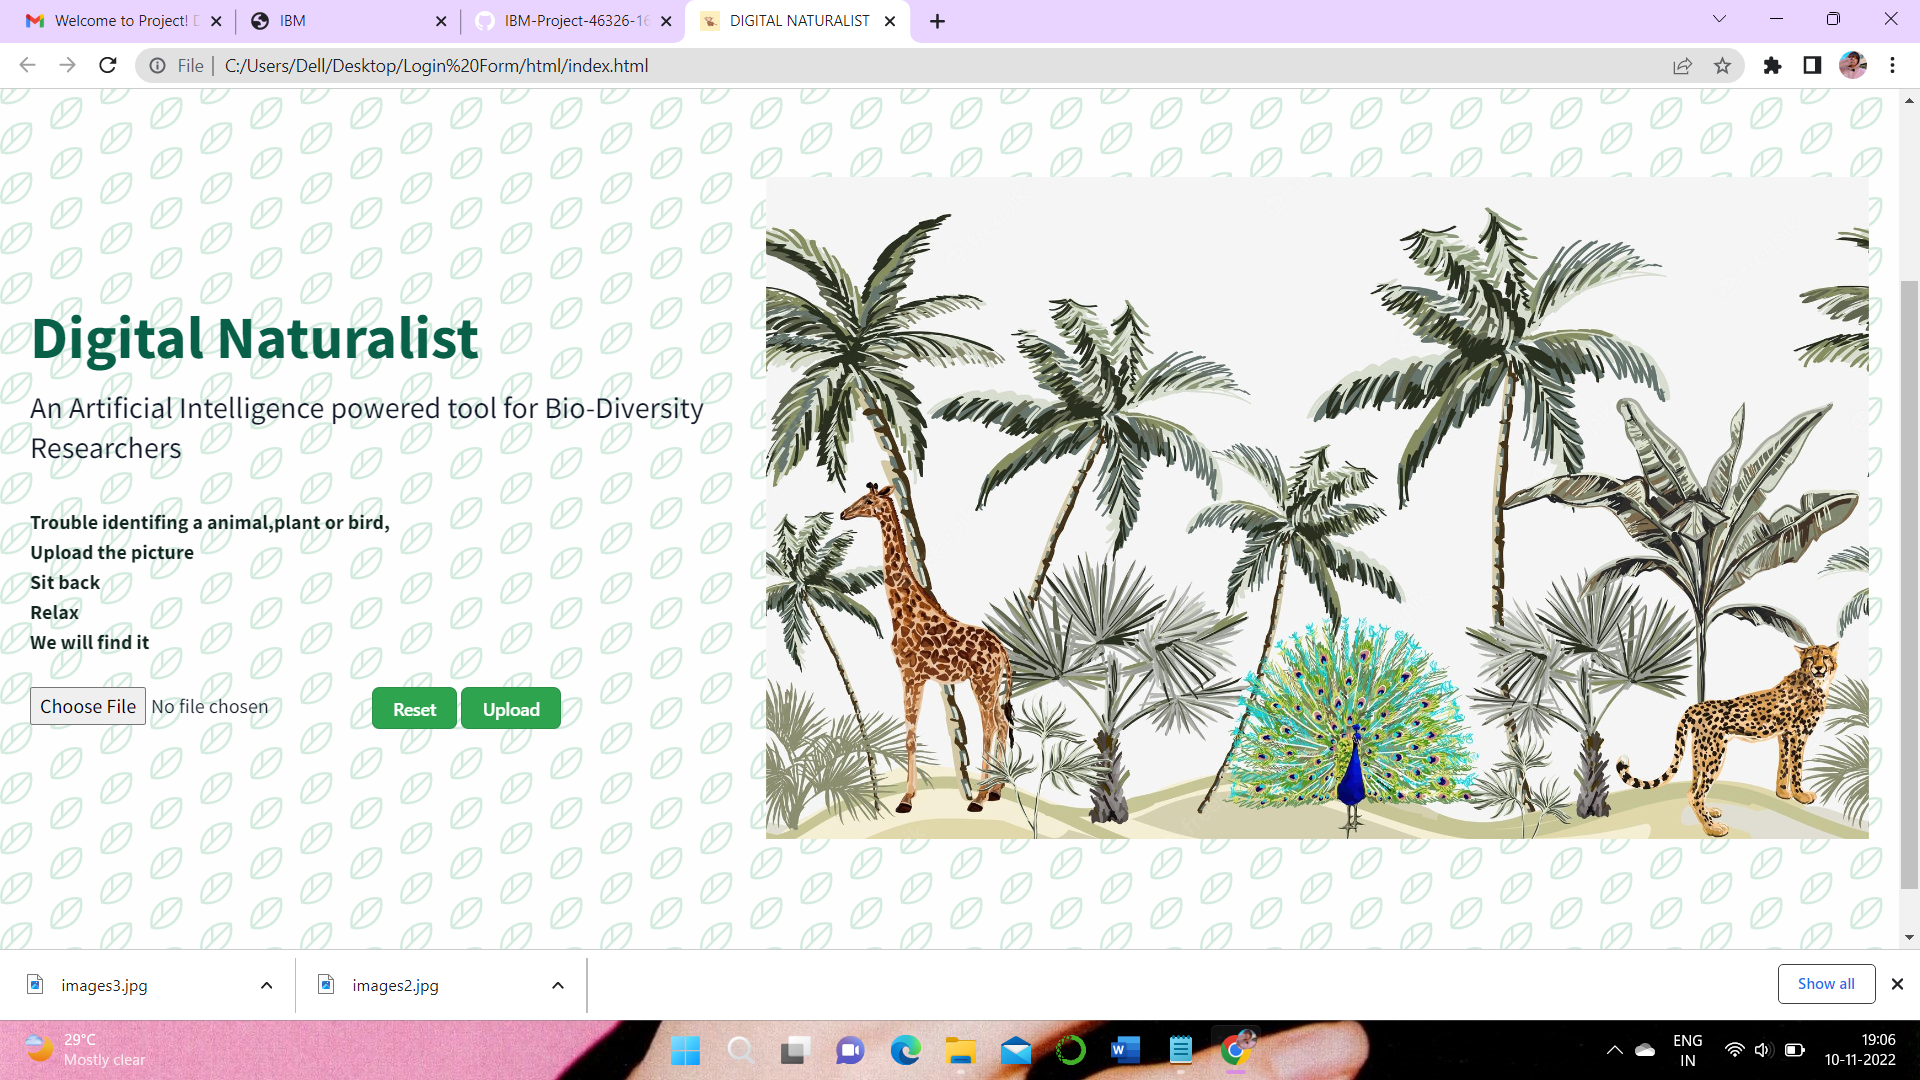 Welcome to Project!
IBM
IBM-Project-46326-16
DIGITAL NATURALIST
File
C:/Users/Dell/Desktop/Login%20Form/html/index.html
Digital Naturalist
An Artificial Intelligence powered tool for Bio-Diversity
Researchers
Trouble identifing a animal,plant or bird,
Upload the picture
Sit back
Relax
We will find it
Choose File No file chosen
Reset
Upload
images3.jpg
images2.jpg
Show all
29°C
Mostly clear
ENG
IN
19:06
10-11-2022